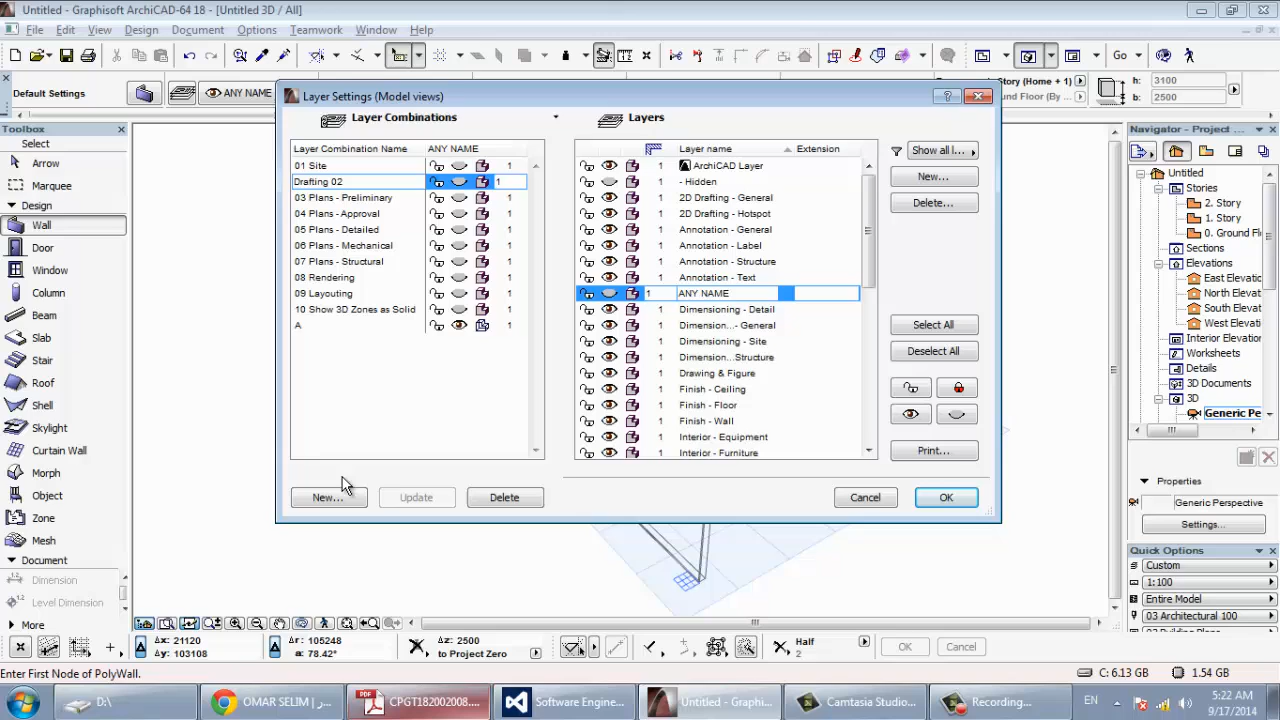 Untitled - Graphisoft ArchiCAD-64 18 - [Untitled 3D / All]
File Edit View Design Document Options Teamwork Window Help
Go
Default Settings
ANY NAME
Story (Home + 1)
h: 3100
b: 2500
Layer Settings (Model views)
Layer Combinations
Layers
Layer Combination Name ANY NAME
Layer name Extension
01 Site 1
Drafting 02 1
03 Plans - Preliminary 1
04 Plans - Approval 1
05 Plans - Detailed 1
06 Plans - Mechanical 1
07 Plans - Structural 1
08 Rendering 1
09 Layouting 1
10 Show 3D Zones as Solid 1
A 1
1 ArchiCAD Layer
1 - Hidden
1 2D Drafting - General
1 2D Drafting - Hotspot
1 Annotation - General
1 Annotation - Label
1 Annotation - Structure
1 Annotation - Text
1 ANY NAME
1 Dimensioning - Detail
1 Dimension...- General
1 Dimensioning - Site
1 Dimension...Structure
1 Drawing & Figure
1 Finish - Ceiling
1 Finish - Floor
1 Finish - Wall
1 Interior - Equipment
1 Interior - Furniture
Show all l...
New...
Delete...
Select All
Deselect All
Print...
New...
Update
Delete
Cancel
OK
Toolbox
Select
Arrow
Marquee
Design
Wall
Door
Window
Column
Beam
Slab
Stair
Roof
Shell
Skylight
Curtain Wall
Morph
Object
Zone
Mesh
Document
Dimension
Level Dimension
More
Navigator - Project ...
Untitled
Stories
2. Story
1. Story
0. Ground Fl
Sections
Elevations
East Elevatio
North Elevat
South Elevat
West Elevati
Interior Elevatio
Worksheets
Details
3D Documents
3D
Generic Pe
Properties
Generic Perspective
Settings...
Quick Options
Custom
1:100
Entire Model
03 Architectural 100
Δx: 21120
Δy: 103108
Δr: 105248
a: 78.42°
Δz: 2500
to Project Zero
Half
2
OK
Cancel
Enter First Node of PolyWall.
C: 6.13 GB
1.54 GB
D:\
OMAR SELIM | ...
CPGT182002008....
Software Engine...
Untitled - Graphi...
Camtasia Studio...
Recording...
EN
5:22 AM
9/17/2014